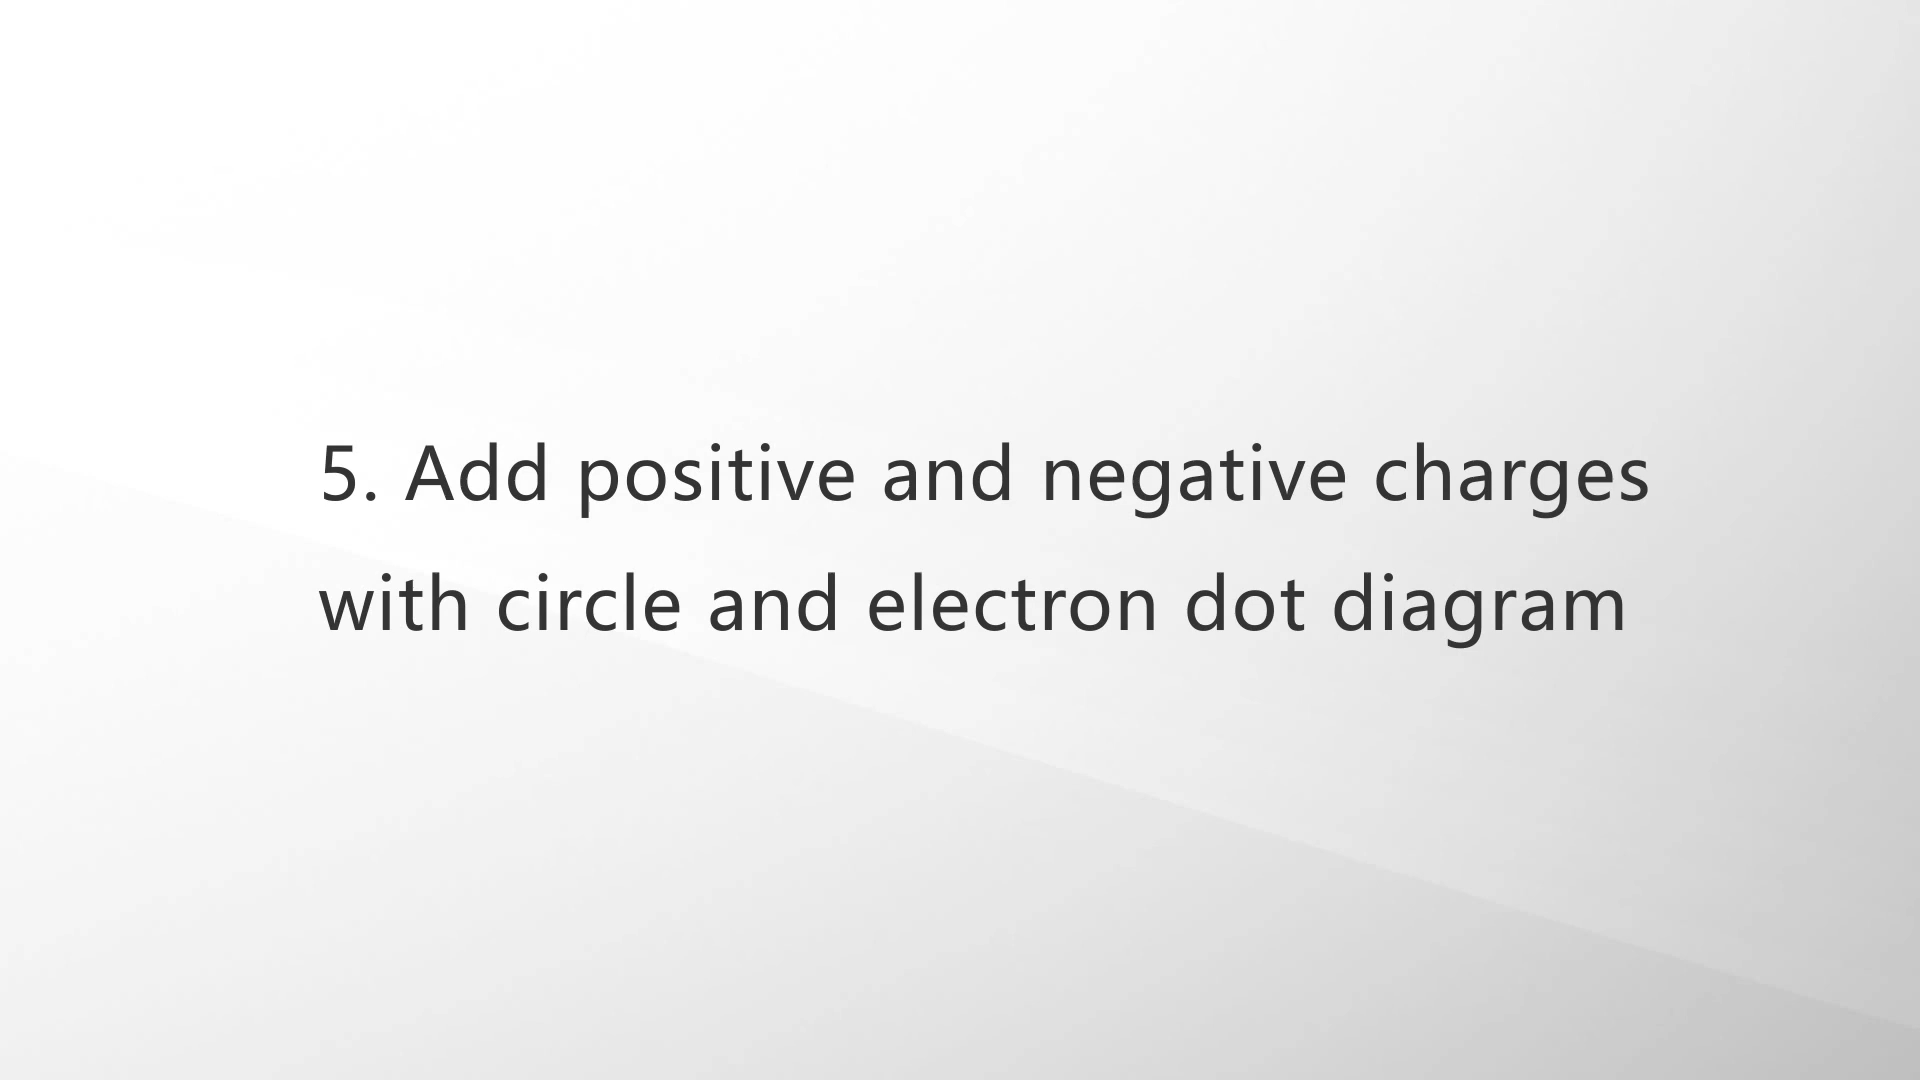 5. Add positive and negative charges
with circle and electron dot diagram